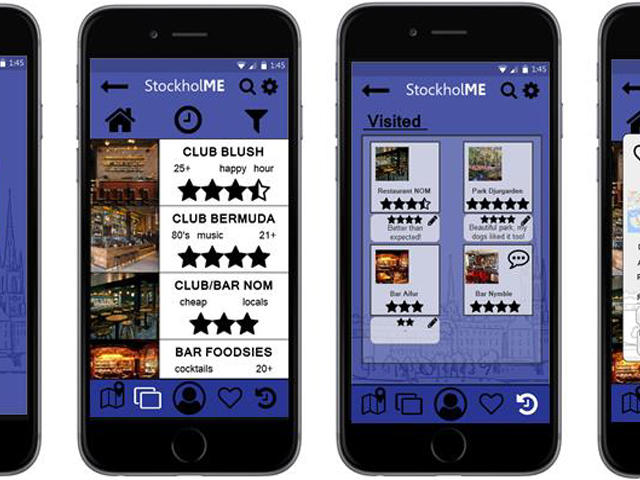 1:45
1:45
StockholME
CLUB BLUSH
25+ happy hour
CLUB BERMUDA
80's music 21+
CLUB/BAR NOM
cheap locals
BAR FOODSIES
cocktails 20+
1:45
StockholME
Visited
Restaurant NOM
Better than
expected!
Park Djurgarden
Beautiful park, my
dogs liked it too!
Bar Aifur
Bar Nymble